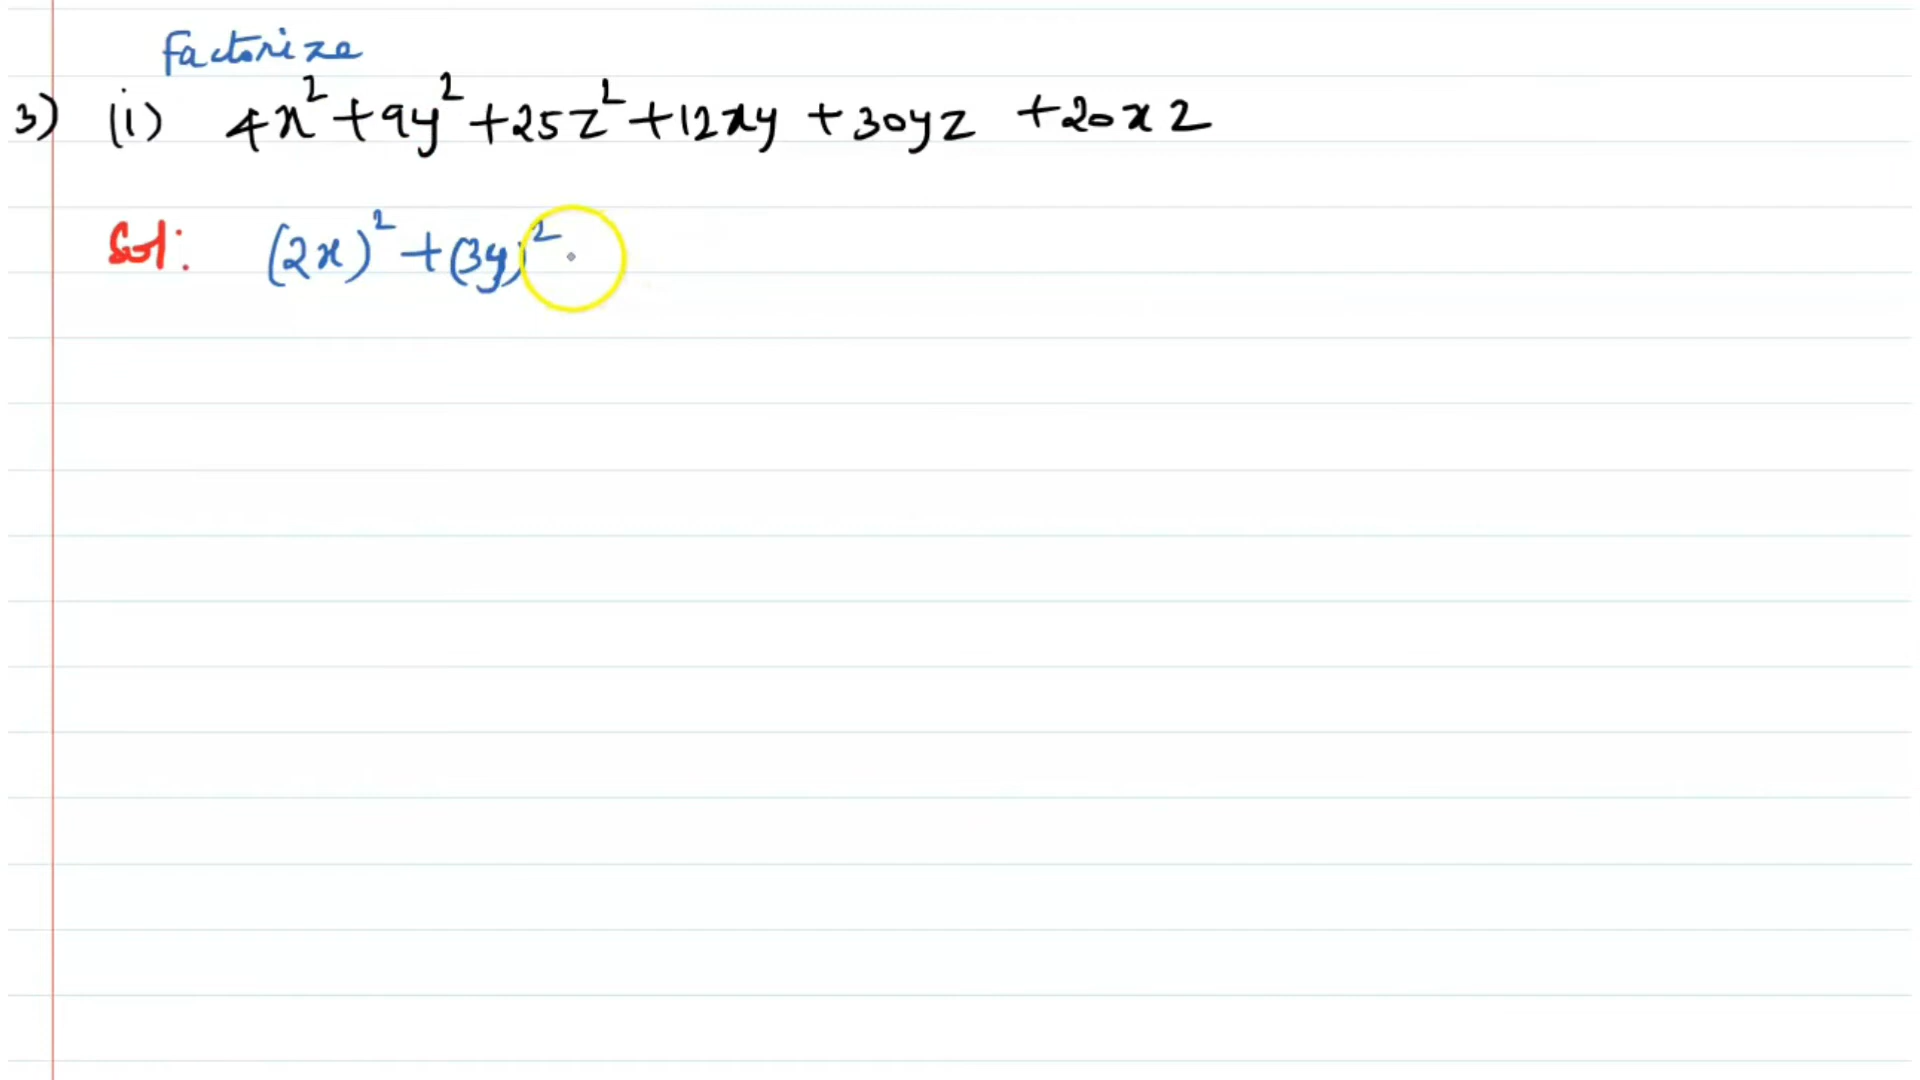 Factorize
3) (i) 4x² + 9y² + 25z² + 12xy + 30yz + 20xz
Sol: (2x)² + (3y)²